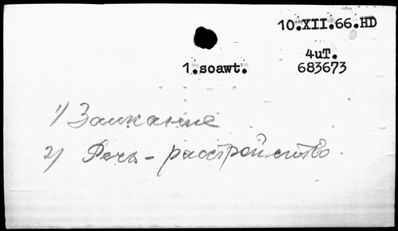 10.XII.66.HD
1.soawt. 4uT.
683673
1) Заикание
2) Речь - расстройство.